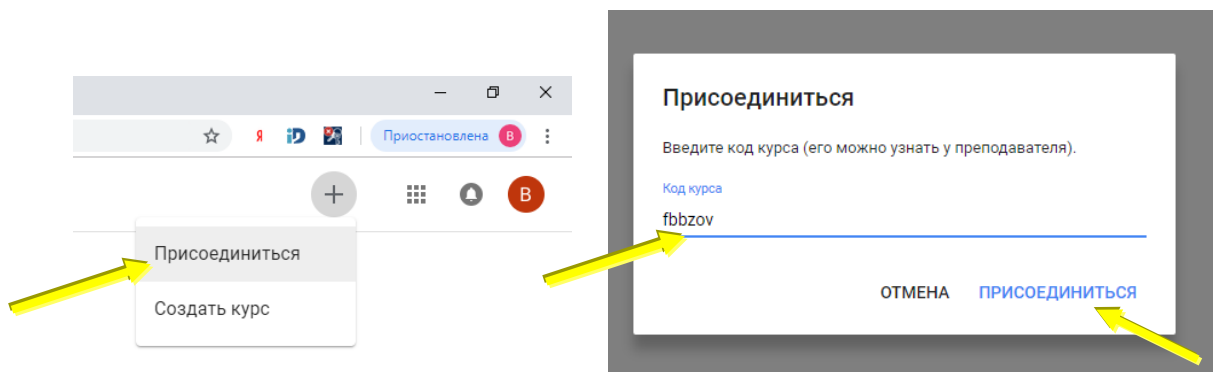 Я
iD
Приостановлена В
В
Присоединиться
Создать курс
Присоединиться
Введите код курса (его можно узнать у преподавателя).
Код курса
fbbzov
ОТМЕНА ПРИСОЕДИНИТЬСЯ